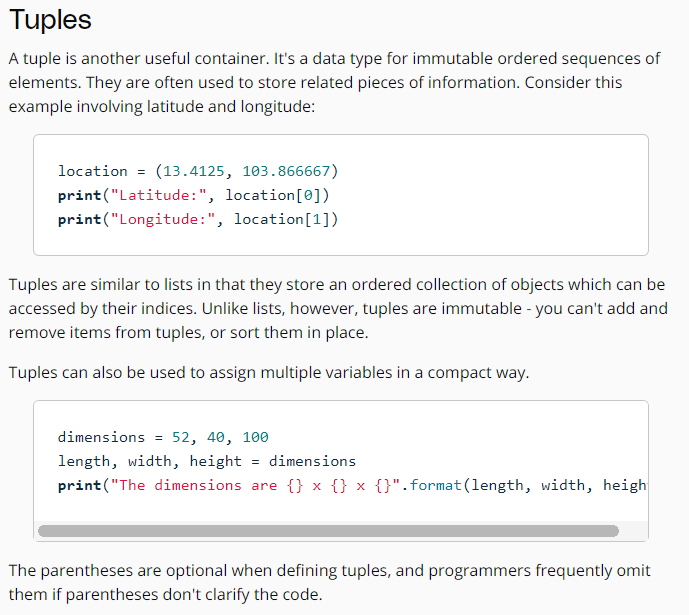 Tuples
A tuple is another useful container. It's a data type for immutable ordered sequences of
elements. They are often used to store related pieces of information. Consider this
example involving latitude and longitude:
location = (13.4125, 103.866667)
print("Latitude:", location[0])
print("Longitude:", location[1])
Tuples are similar to lists in that they store an ordered collection of objects which can be
accessed by their indices. Unlike lists, however, tuples are immutable - you can't add and
remove items from tuples, or sort them in place.
Tuples can also be used to assign multiple variables in a compact way.
dimensions = 52, 40, 100
length, width, height = dimensions
print("The dimensions are {} x {} x {}".format(length, width, heigh
The parentheses are optional when defining tuples, and programmers frequently omit
them if parentheses don't clarify the code.